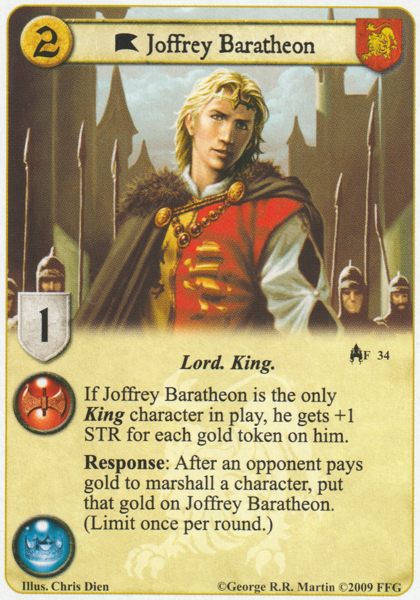 2
Joffrey Baratheon
1
Lord. King.
F 34
If Joffrey Baratheon is the only
King character in play, he gets +1
STR for each gold token on him.
Response: After an opponent pays
gold to marshall a character, put
that gold on Joffrey Baratheon.
(Limit once per round.)
Illus. Chris Dien
©George R.R. Martin ©2009 FFG